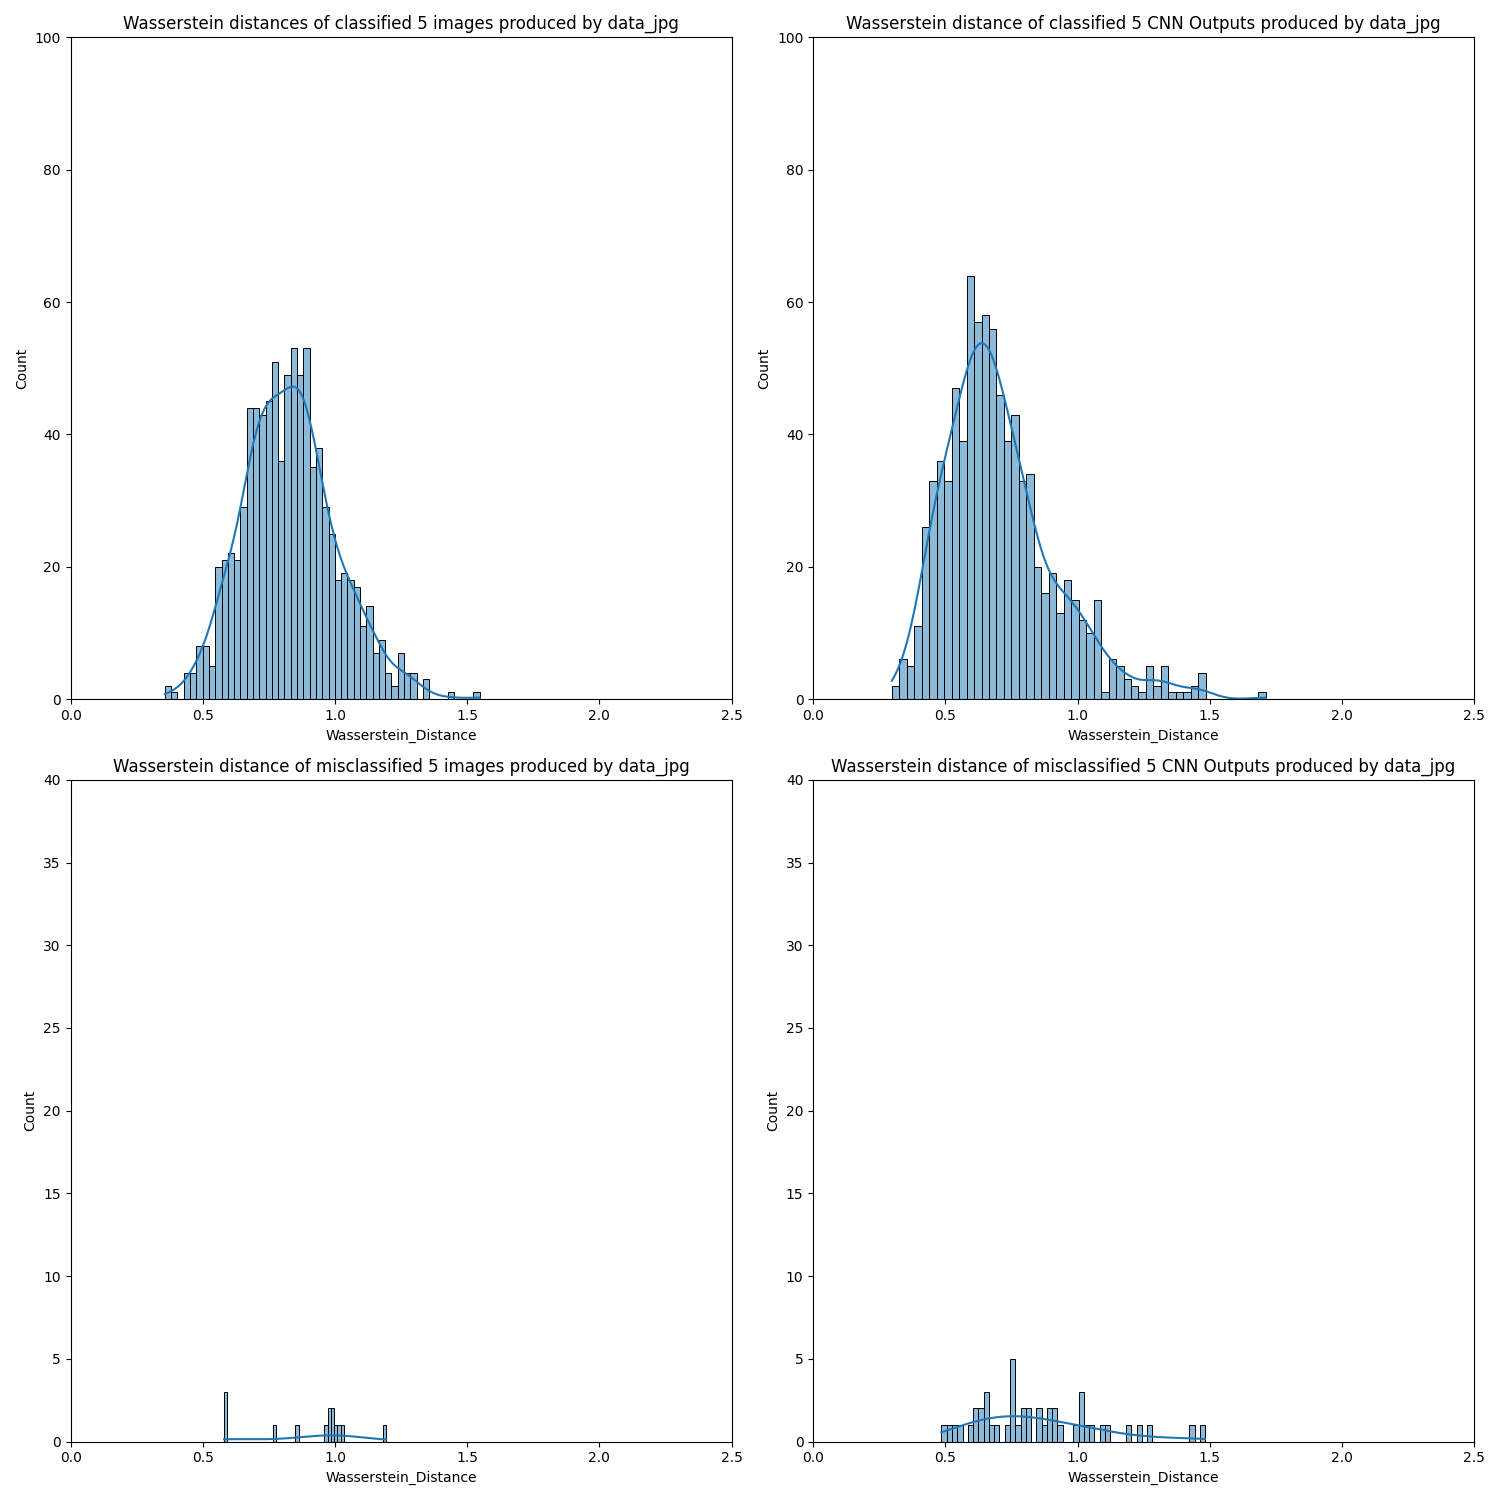 Wasserstein distances of classified 5 images produced by data_jpg
100
80
60
40
20
0
Count
0.0 0.5 1.0 1.5 2.0 2.5
Wasserstein_Distance
Wasserstein distance of classified 5 CNN Outputs produced by data_jpg
100
80
60
40
20
0
Count
0.0 0.5 1.0 1.5 2.0 2.5
Wasserstein_Distance
Wasserstein distance of misclassified 5 images produced by data_jpg
40
35
30
25
20
15
10
5
0
Count
0.0 0.5 1.0 1.5 2.0 2.5
Wasserstein_Distance
Wasserstein distance of misclassified 5 CNN Outputs produced by data_jpg
40
35
30
25
20
15
10
5
0
Count
0.0 0.5 1.0 1.5 2.0 2.5
Wasserstein_Distance